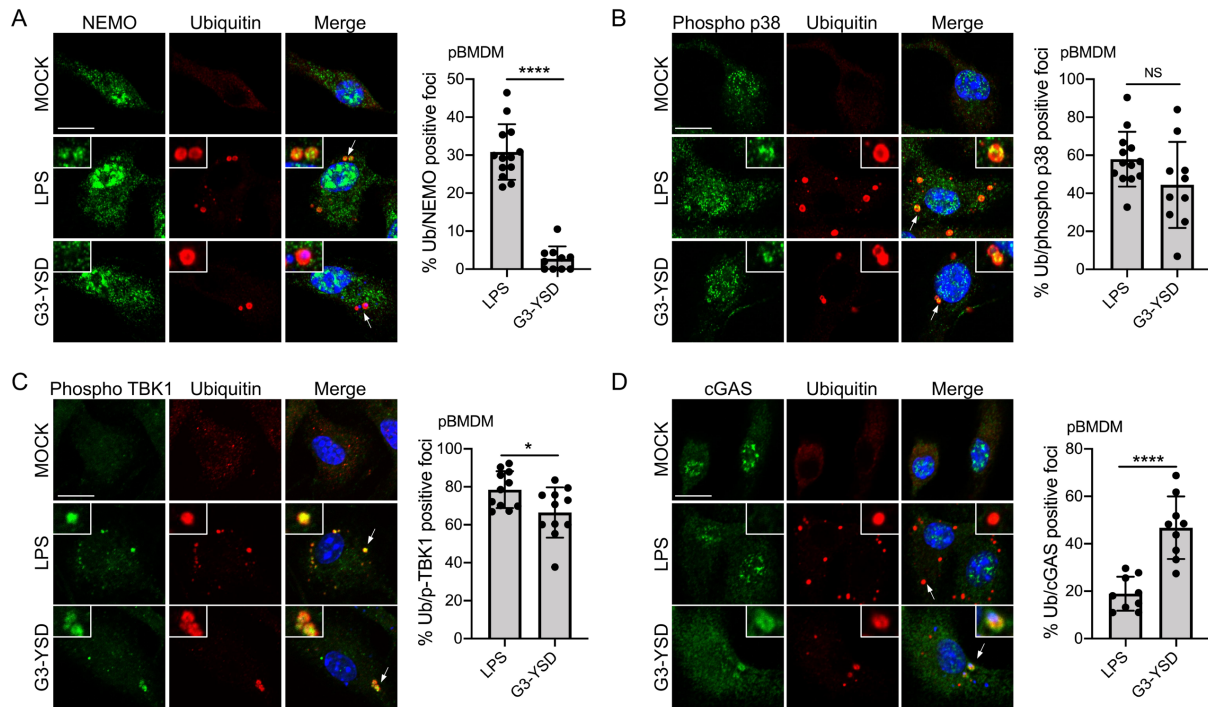 A
NEMO Ubiquitin Merge
MOCK
LPS
G3-YSD
pBMDM
% Ub/NEMO positive foci
50
40
30
20
10
0
****
LPS G3-YSD
B
Phospho p38 Ubiquitin Merge
MOCK
LPS
G3-YSD
pBMDM
% Ub/phospho p38 positive foci
100
80
60
40
20
0
NS
LPS G3-YSD
C
Phospho TBK1 Ubiquitin Merge
MOCK
LPS
G3-YSD
pBMDM
% Ub/p-TBK1 positive foci
100
80
60
40
20
0
*
LPS G3-YSD
D
cGAS Ubiquitin Merge
MOCK
LPS
G3-YSD
pBMDM
% Ub/cGAS positive foci
80
60
40
20
0
****
LPS G3-YSD